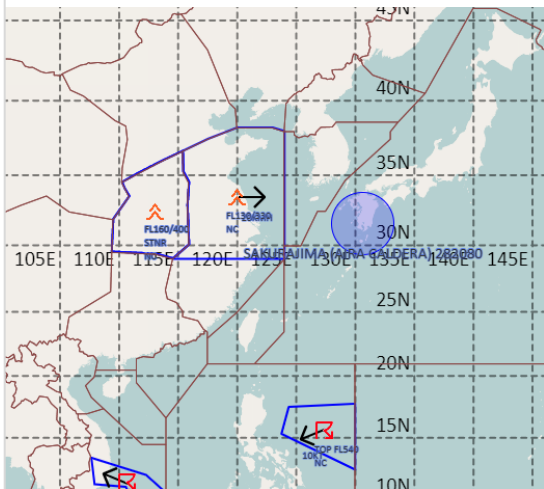 45N
40N
35N
FL160/400
STNR
FL130/330
NC
30N
SAKURAJIMA (AIRA CALDERA) 282080
105E 110E 115E 120E 125E 130E 135E 140E 145E
25N
20N
15N
TOP FL540
10KT
NC
10N